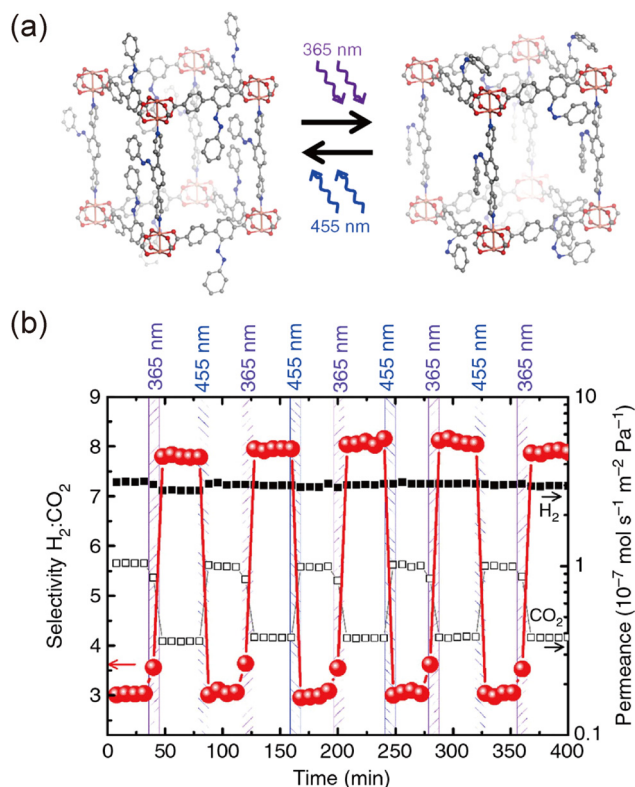 (a)
365 nm
455 nm
(b)
365 nm
455 nm
365 nm
455 nm
365 nm
455 nm
365 nm
455 nm
365 nm
9
8
7
6
5
4
3
Selectivity H₂:CO₂
H₂
CO₂
10
1
0.1
Permeance (10⁻⁷ mol s⁻¹ m⁻² Pa⁻¹)
0 50 100 150 200 250 300 350 400
Time (min)